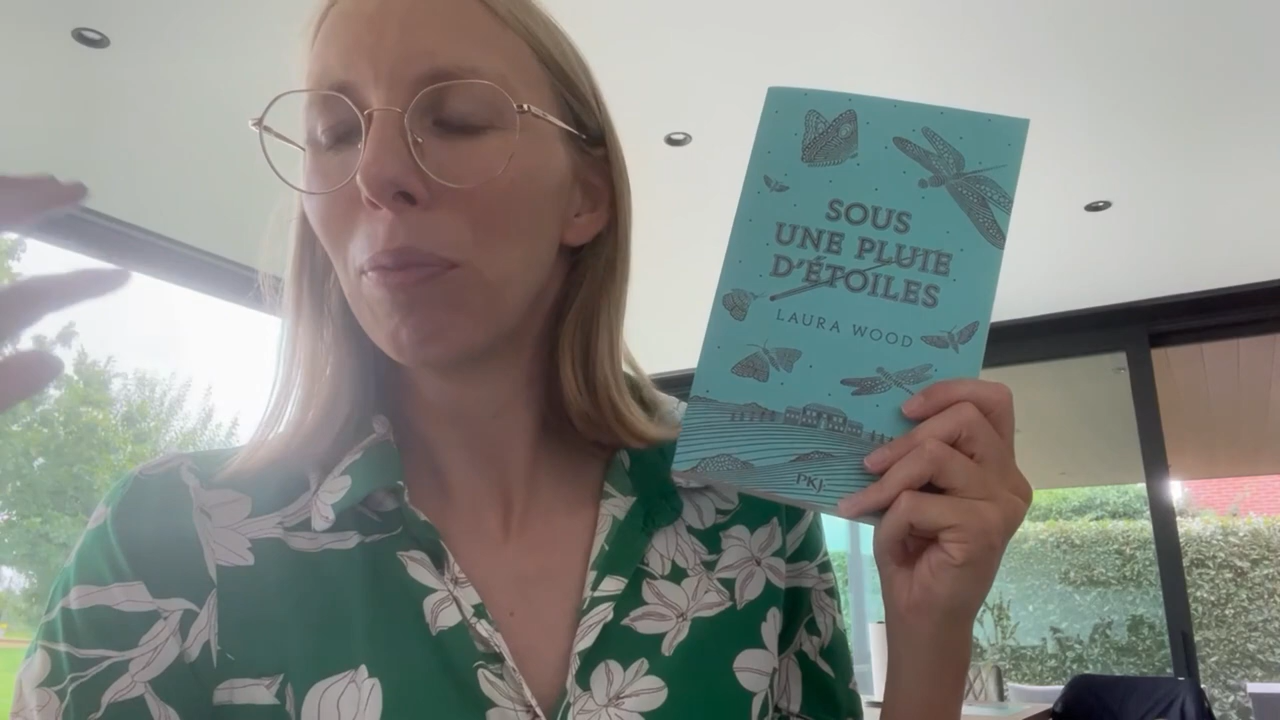 SOUS
UNE PLUIE
D'ÉTOILES
LAURA WOOD
PKJ.